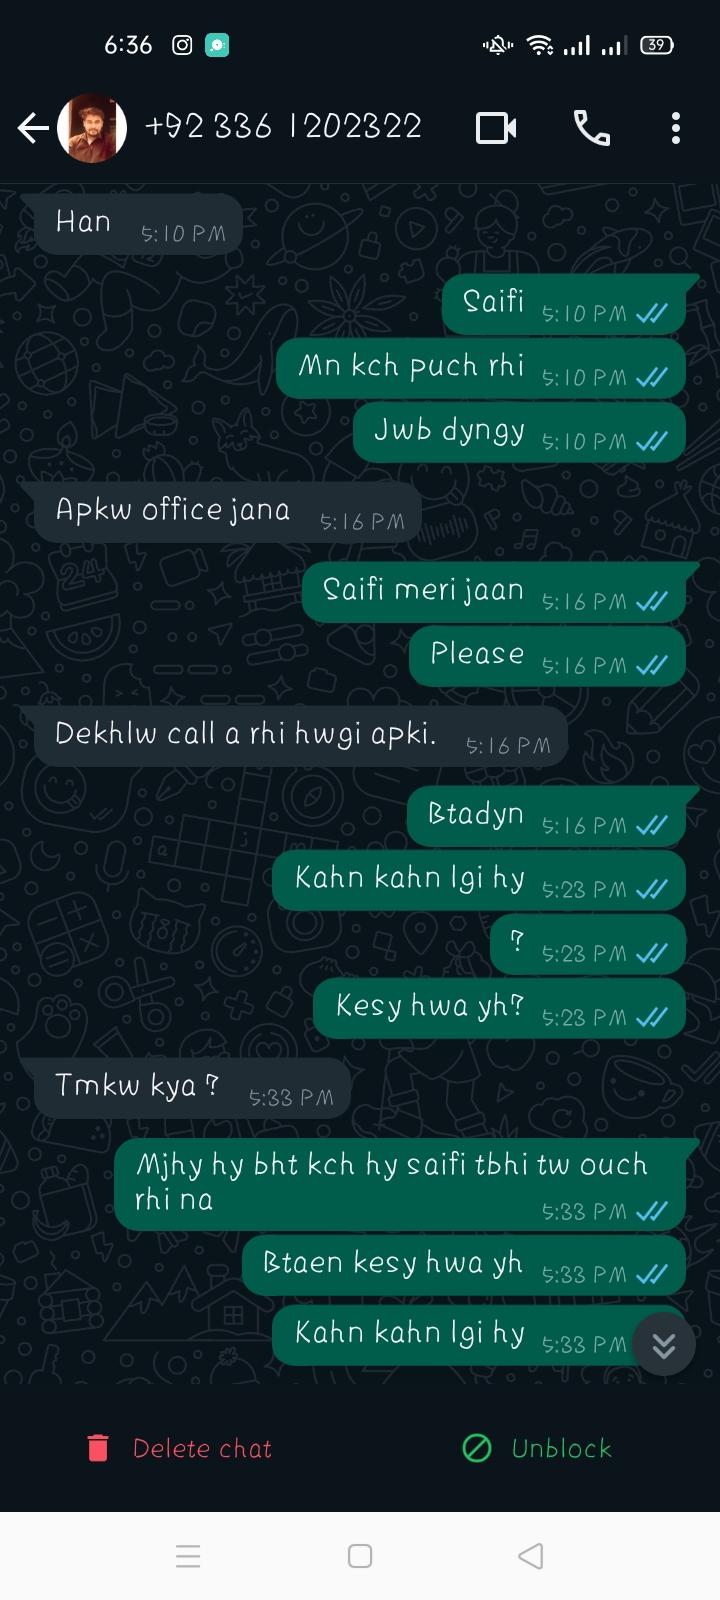 6:36
39
+92 336 1202322
Han 5:10 PM
Saifi 5:10 PM
Mn kch puch rhi 5:10 PM
Jwb dyngy 5:10 PM
Apkw office jana 5:16 PM
Saifi meri jaan 5:16 PM
Please 5:16 PM
Dekhlw call a rhi hwgi apki. 5:16 PM
Btadyn 5:16 PM
Kahn kahn lgi hy 5:23 PM
? 5:23 PM
Kesy hwa yh? 5:23 PM
Tmkw kya ? 5:33 PM
Mjhy hy bht kch hy saifi tbhi tw ouch
rhi na 5:33 PM
Btaen kesy hwa yh 5:33 PM
Kahn kahn lgi hy 5:33 PM
Delete chat Unblock